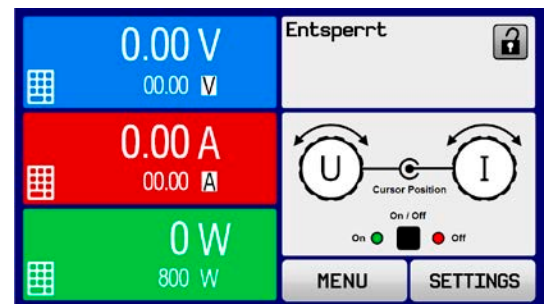 0.00 V
00.00 V
0.00 A
00.00 A
0 W
800 W
Entsperrt
U
I
Cursor Position
On / Off
On
Off
MENU
SETTINGS